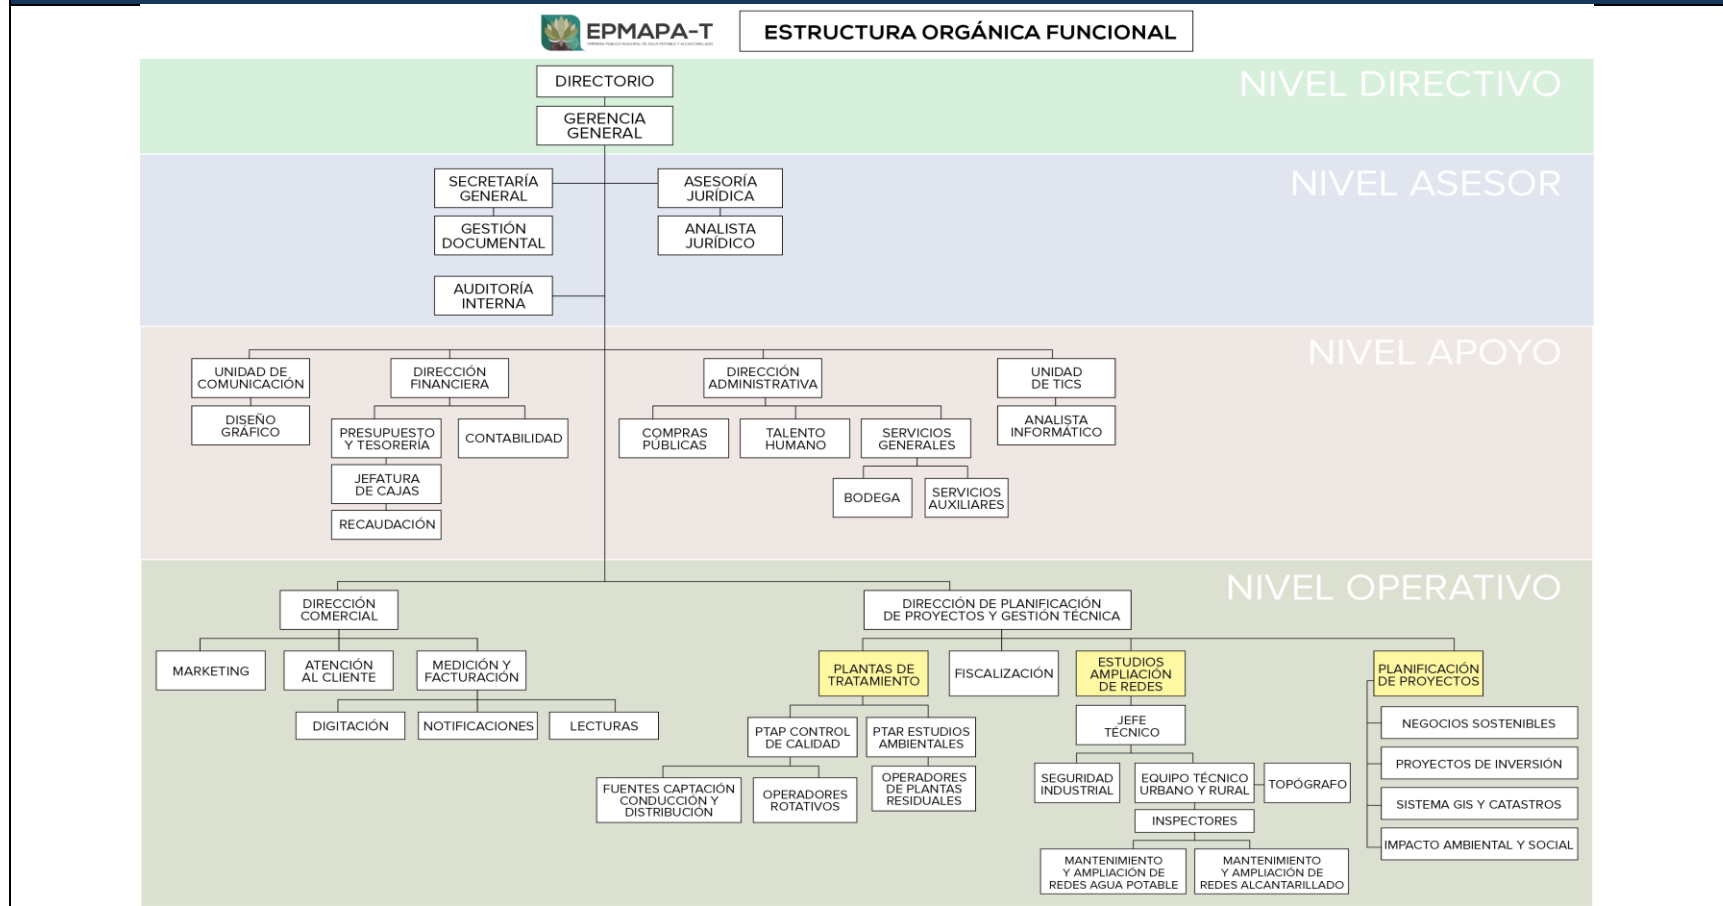 EPMAPA-T
EMPRESA PÚBLICA MUNICIPAL DE AGUA POTABLE Y ALCANTARILLADO
ESTRUCTURA ORGÁNICA FUNCIONAL
NIVEL DIRECTIVO
DIRECTORIO
GERENCIA
GENERAL
NIVEL ASESOR
SECRETARÍA
GENERAL
ASESORÍA
JURÍDICA
GESTIÓN
DOCUMENTAL
ANALISTA
JURÍDICO
AUDITORÍA
INTERNA
NIVEL APOYO
UNIDAD DE
COMUNICACIÓN
DIRECCIÓN
FINANCIERA
DIRECCIÓN
ADMINISTRATIVA
UNIDAD
DE TICS
DISEÑO
GRÁFICO
PRESUPUESTO
Y TESORERÍA
CONTABILIDAD
COMPRAS
PÚBLICAS
TALENTO
HUMANO
SERVICIOS
GENERALES
ANALISTA
INFORMÁTICO
JEFATURA
DE CAJAS
BODEGA
SERVICIOS
AUXILIARES
RECAUDACIÓN
NIVEL OPERATIVO
DIRECCIÓN
COMERCIAL
DIRECCIÓN DE PLANIFICACIÓN
DE PROYECTOS Y GESTIÓN TÉCNICA
MARKETING
ATENCIÓN
AL CLIENTE
MEDICIÓN Y
FACTURACIÓN
PLANTAS DE
TRATAMIENTO
FISCALIZACIÓN
ESTUDIOS
AMPLIACIÓN
DE REDES
PLANIFICACIÓN
DE PROYECTOS
DIGITACIÓN
NOTIFICACIONES
LECTURAS
PTAP CONTROL
DE CALIDAD
PTAR ESTUDIOS
AMBIENTALES
JEFE
TÉCNICO
NEGOCIOS SOSTENIBLES
FUENTES CAPTACIÓN
CONDUCCIÓN Y
DISTRIBUCIÓN
OPERADORES
ROTATIVOS
OPERADORES
DE PLANTAS
RESIDUALES
SEGURIDAD
INDUSTRIAL
EQUIPO TÉCNICO
URBANO Y RURAL
TOPÓGRAFO
PROYECTOS DE INVERSIÓN
INSPECTORES
SISTEMA GIS Y CATASTROS
MANTENIMIENTO
Y AMPLIACIÓN DE
REDES AGUA POTABLE
MANTENIMIENTO
Y AMPLIACIÓN DE
REDES ALCANTARILLADO
IMPACTO AMBIENTAL Y SOCIAL